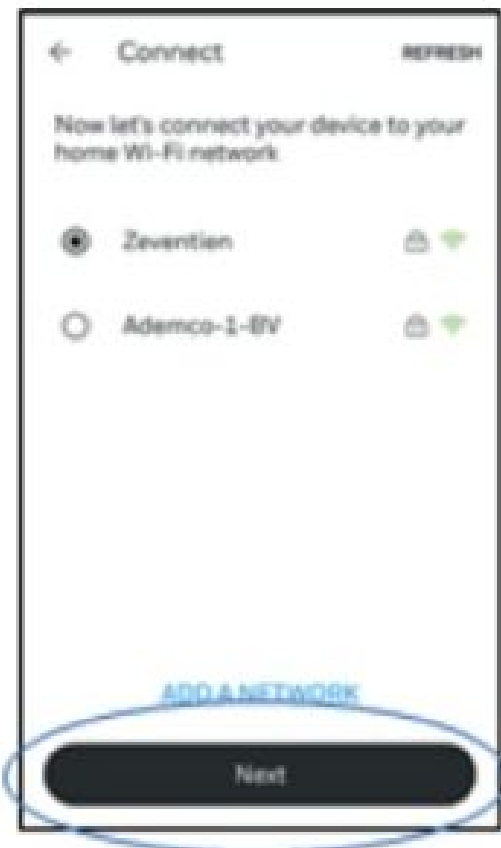 Connect
REFRESH
Now let's connect your device to your
home Wi-Fi network
Zeventien
Ademco-1-BV
ADD A NETWORK
Next